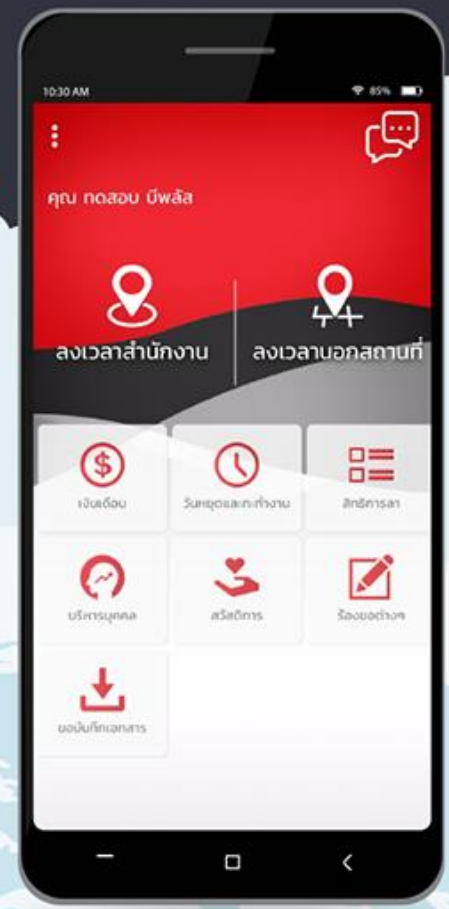 10:30 AM
85%
คุณ ทดสอบ บีพลัส
ลงเวลาสำนักงาน
ลงเวลานอกสถานที่
เงินเดือน
วันหยุดและกะทำงาน
สิทธิการลา
บริหารบุคคล
สวัสดิการ
ร้องขอต่างๆ
ขอบันทึกเอกสาร